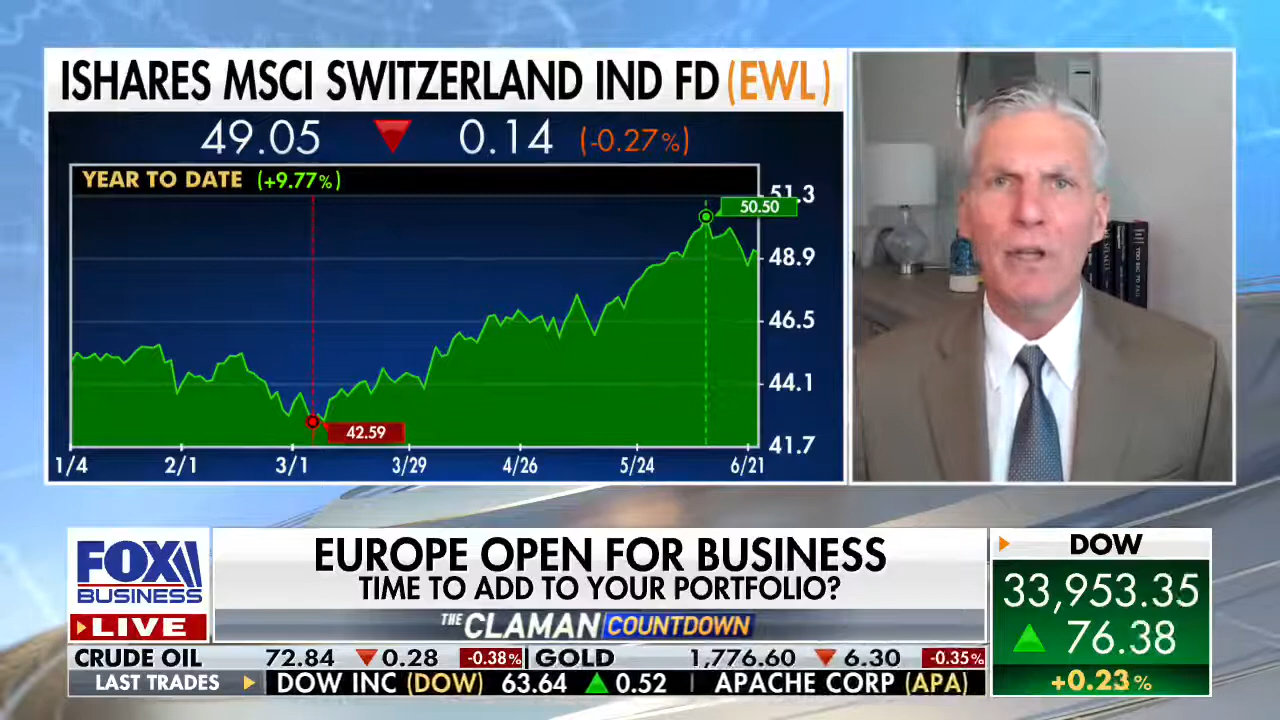 ISHARES MSCI SWITZERLAND IND FD (EWL)
49.05 ▼ 0.14 (-0.27%)
YEAR TO DATE (+9.77%)
51.3
50.50
48.9
46.5
44.1
42.59
41.7
1/4 2/1 3/1 3/29 4/26 5/24 6/21
TOO BIG TO FAIL
FOX
BUSINESS
LIVE
EUROPE OPEN FOR BUSINESS
TIME TO ADD TO YOUR PORTFOLIO?
THE CLAMAN COUNTDOWN
DOW
33,953.35
▲ 76.38
+0.23%
CRUDE OIL 72.84 ▼ 0.28 -0.38% GOLD 1,776.60 ▼ 6.30 -0.35%
LAST TRADES DOW INC (DOW) 63.64 ▲ 0.52 APACHE CORP (APA)